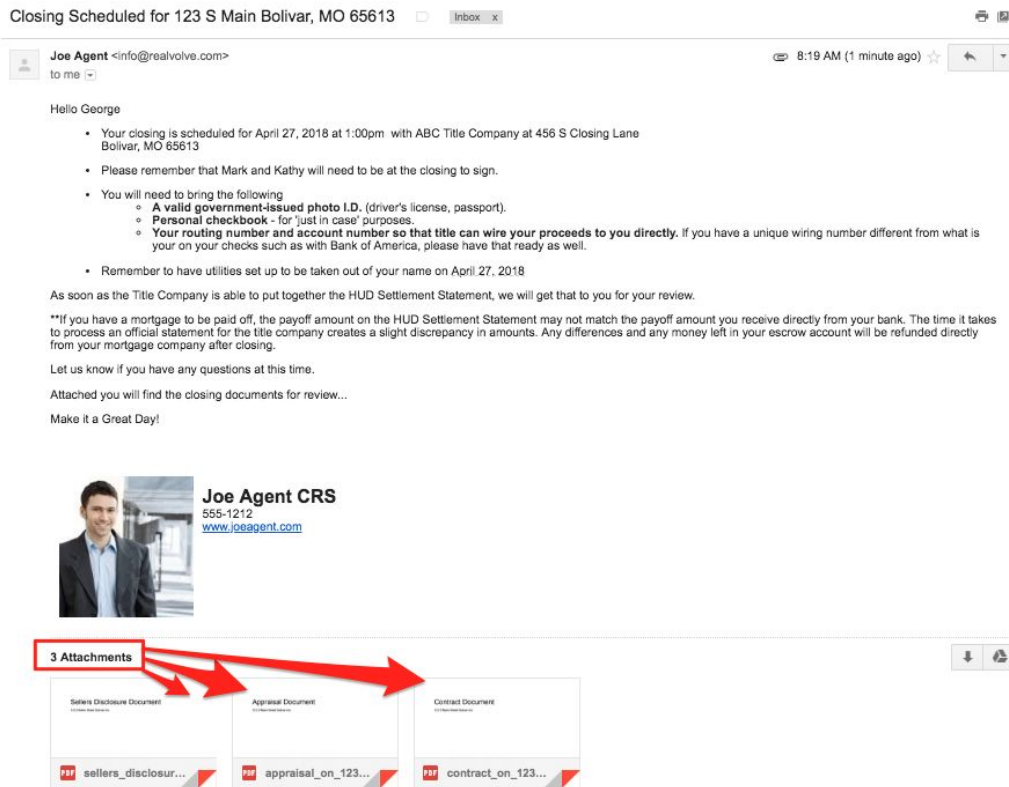 Closing Scheduled for 123 S Main Bolivar, MO 65613
Inbox x
Joe Agent <info@realvolve.com>
8:19 AM (1 minute ago)
to me
Hello George
• Your closing is scheduled for April 27, 2018 at 1:00pm with ABC Title Company at 456 S Closing Lane
Bolivar, MO 65613
• Please remember that Mark and Kathy will need to be at the closing to sign.
• You will need to bring the following
◦ A valid government-issued photo I.D. (driver's license, passport).
◦ Personal checkbook - for 'just in case' purposes.
◦ Your routing number and account number so that title can wire your proceeds to you directly. If you have a unique wiring number different from what is
your on your checks such as with Bank of America, please have that ready as well.
• Remember to have utilities set up to be taken out of your name on April 27, 2018
As soon as the Title Company is able to put together the HUD Settlement Statement, we will get that to you for your review.
**If you have a mortgage to be paid off, the payoff amount on the HUD Settlement Statement may not match the payoff amount you receive directly from your bank. The time it takes
to process an official statement for the title company creates a slight discrepancy in amounts. Any differences and any money left in your escrow account will be refunded directly
from your mortgage company after closing.
Let us know if you have any questions at this time.
Attached you will find the closing documents for review...
Make it a Great Day!
Joe Agent CRS
555-1212
www.joeagent.com
3 Attachments
Sellers Disclosure Document
Appraisal Document
Contract Document
PDF sellers_disclosur...
PDF appraisal_on_123...
PDF contract_on_123...